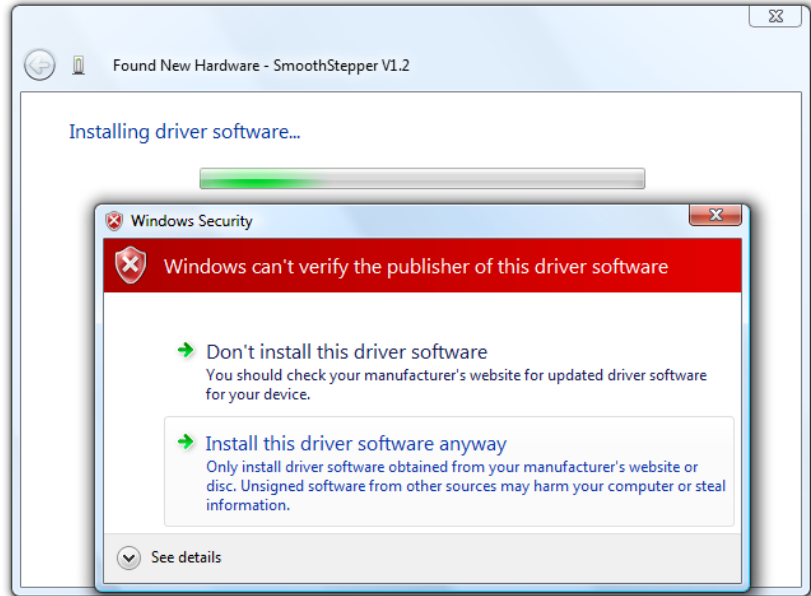 Found New Hardware - SmoothStepper V1.2
Installing driver software...
Windows Security
Windows can't verify the publisher of this driver software
Don't install this driver software
You should check your manufacturer's website for updated driver software
for your device.
Install this driver software anyway
Only install driver software obtained from your manufacturer's website or
disc. Unsigned software from other sources may harm your computer or steal
information.
See details